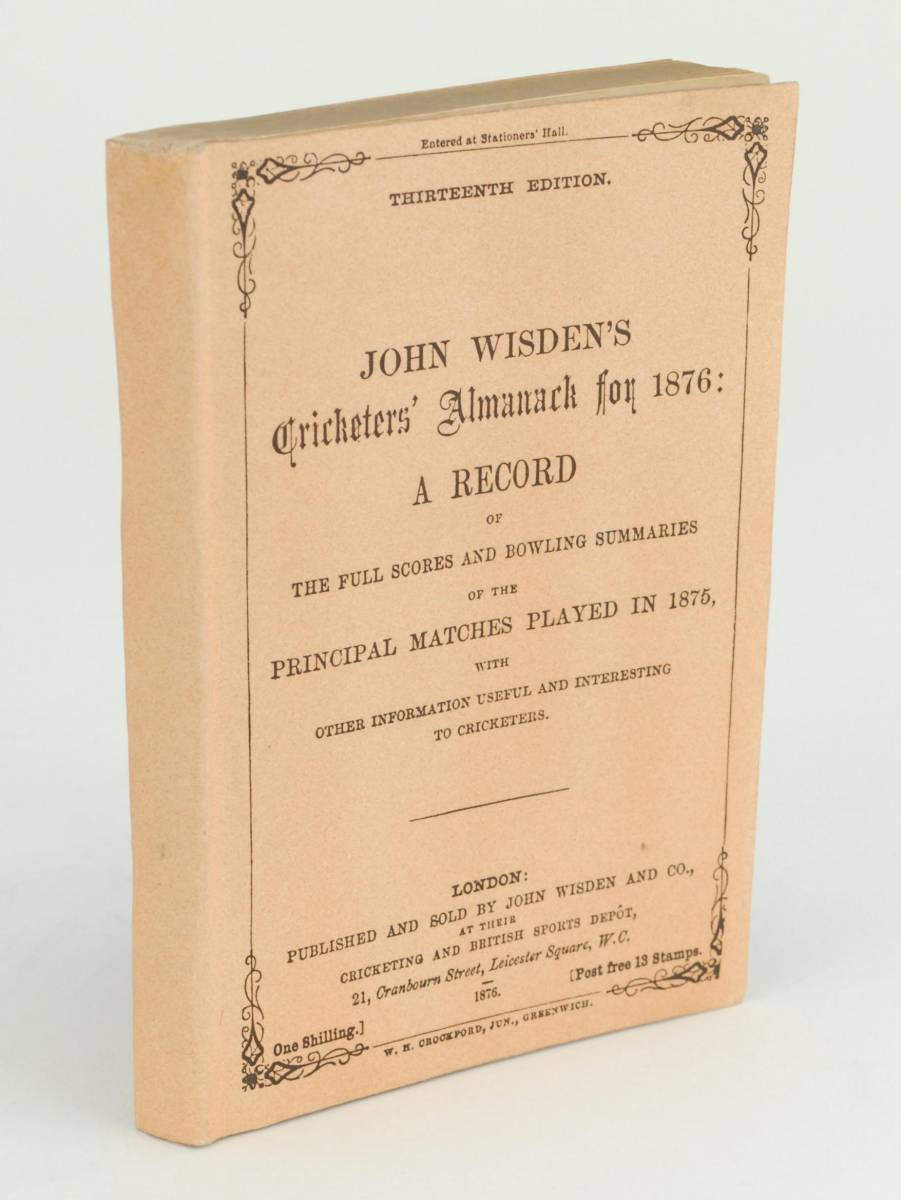 Entered at Stationers' Hall.
THIRTEENTH EDITION.
JOHN WISDEN'S
Cricketers' Almanack for 1876:
A RECORD
OF
THE FULL SCORES AND BOWLING SUMMARIES
OF THE
PRINCIPAL MATCHES PLAYED IN 1875,
WITH
OTHER INFORMATION USEFUL AND INTERESTING
TO CRICKETERS.
LONDON:
PUBLISHED AND SOLD BY JOHN WISDEN AND CO.,
AT THEIR
CRICKETING AND BRITISH SPORTS DEPÔT,
21, Cranbourn Street, Leicester Square, W.C.
1876.
One Shilling.]
[Post free 13 Stamps.
W. H. CROCKFORD, JUN., GREENWICH.